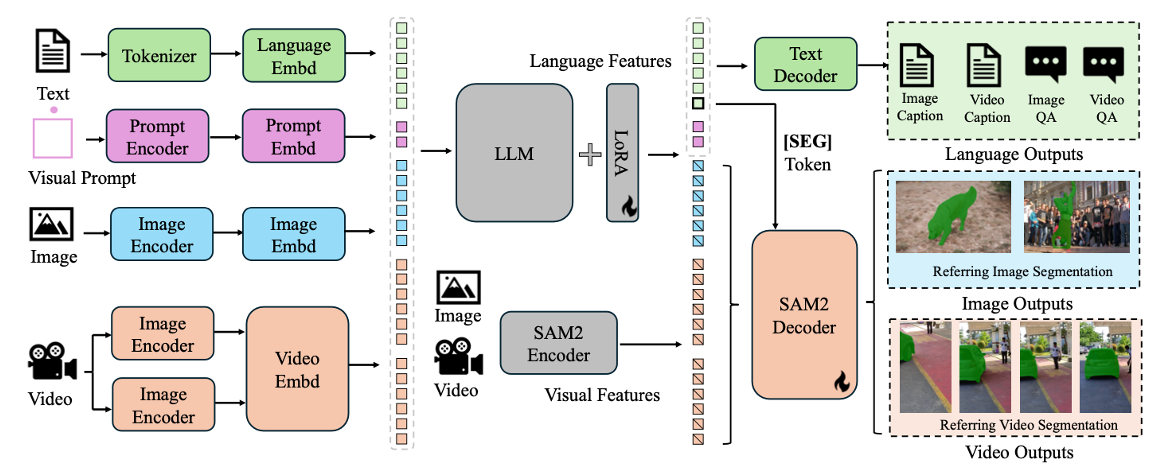 Text
Tokenizer
Language
Embd
Visual Prompt
Prompt
Encoder
Prompt
Embd
Image
Image
Encoder
Image
Embd
Video
Image
Encoder
Image
Encoder
Video
Embd
LLM
LoRA
Language Features
Image
Video
SAM2
Encoder
Visual Features
Text
Decoder
[SEG]
Token
SAM2
Decoder
Image
Caption
Video
Caption
Image
QA
Video
QA
Language Outputs
Referring Image Segmentation
Image Outputs
Referring Video Segmentation
Video Outputs